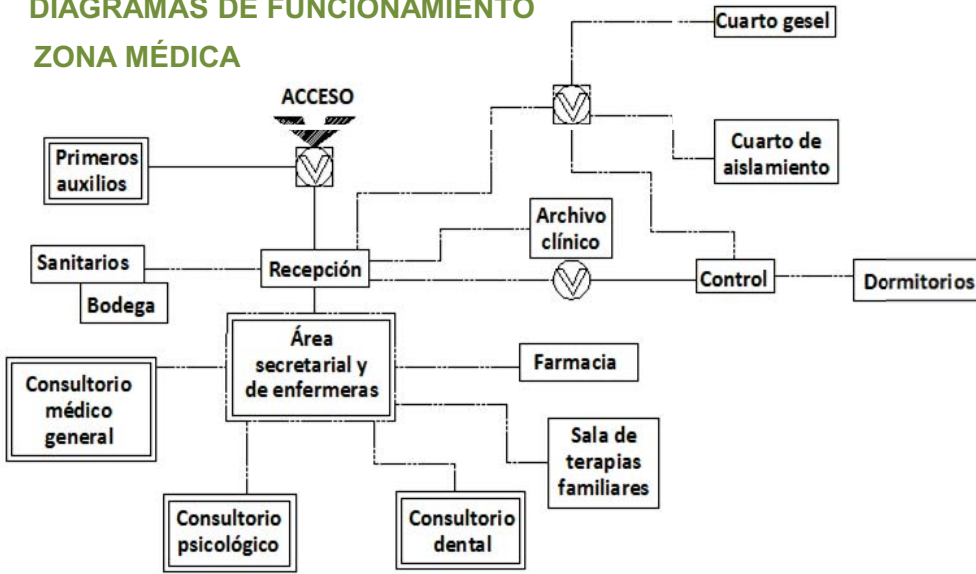 DIAGRAMAS DE FUNCIONAMIENTO
ZONA MÉDICA
Cuarto gesel
ACCESO
Primeros
auxilios
Cuarto de
aislamiento
Archivo
clínico
Sanitarios
Recepción
Control
Dormitorios
Bodega
Área
secretarial y
de enfermeras
Farmacia
Consultorio
médico
general
Sala de
terapias
familiares
Consultorio
psicológico
Consultorio
dental